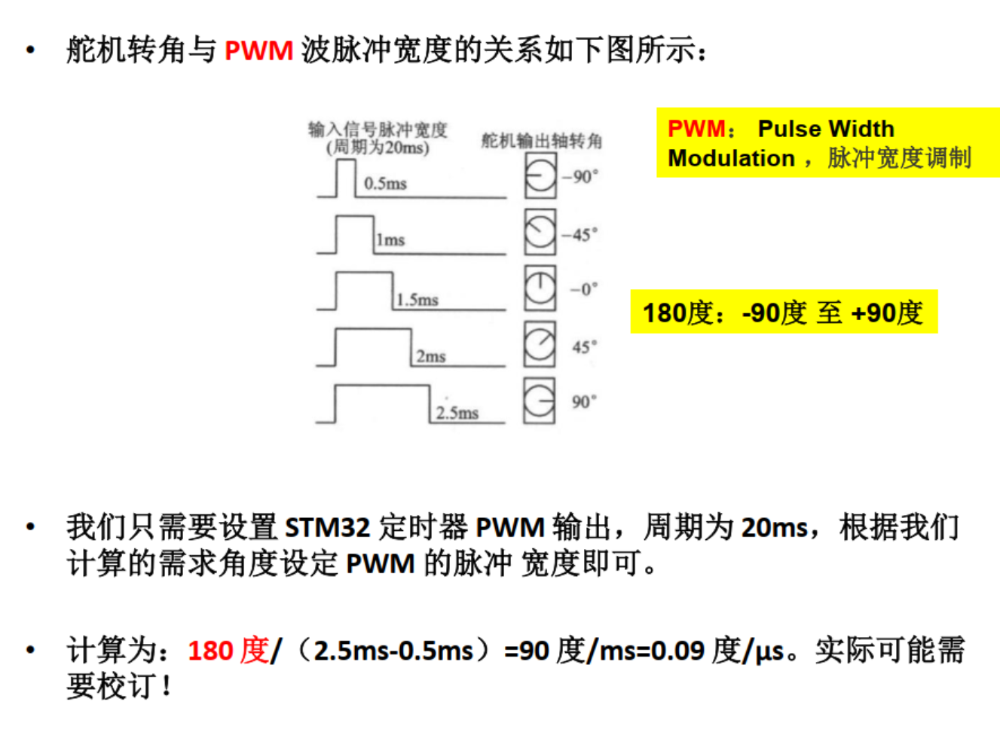 • 舵机转角与 PWM 波脉冲宽度的关系如下图所示：
输入信号脉冲宽度
(周期为20ms)
舵机输出轴转角
PWM： Pulse Width
Modulation ，脉冲宽度调制
0.5ms
−90°
1ms
−45°
1.5ms
−0°
180度：-90度 至 +90度
2ms
45°
2.5ms
90°
• 我们只需要设置 STM32 定时器 PWM 输出，周期为 20ms，根据我们
计算的需求角度设定 PWM 的脉冲 宽度即可。
• 计算为：180 度/（2.5ms-0.5ms）=90 度/ms=0.09 度/μs。实际可能需
要校订！